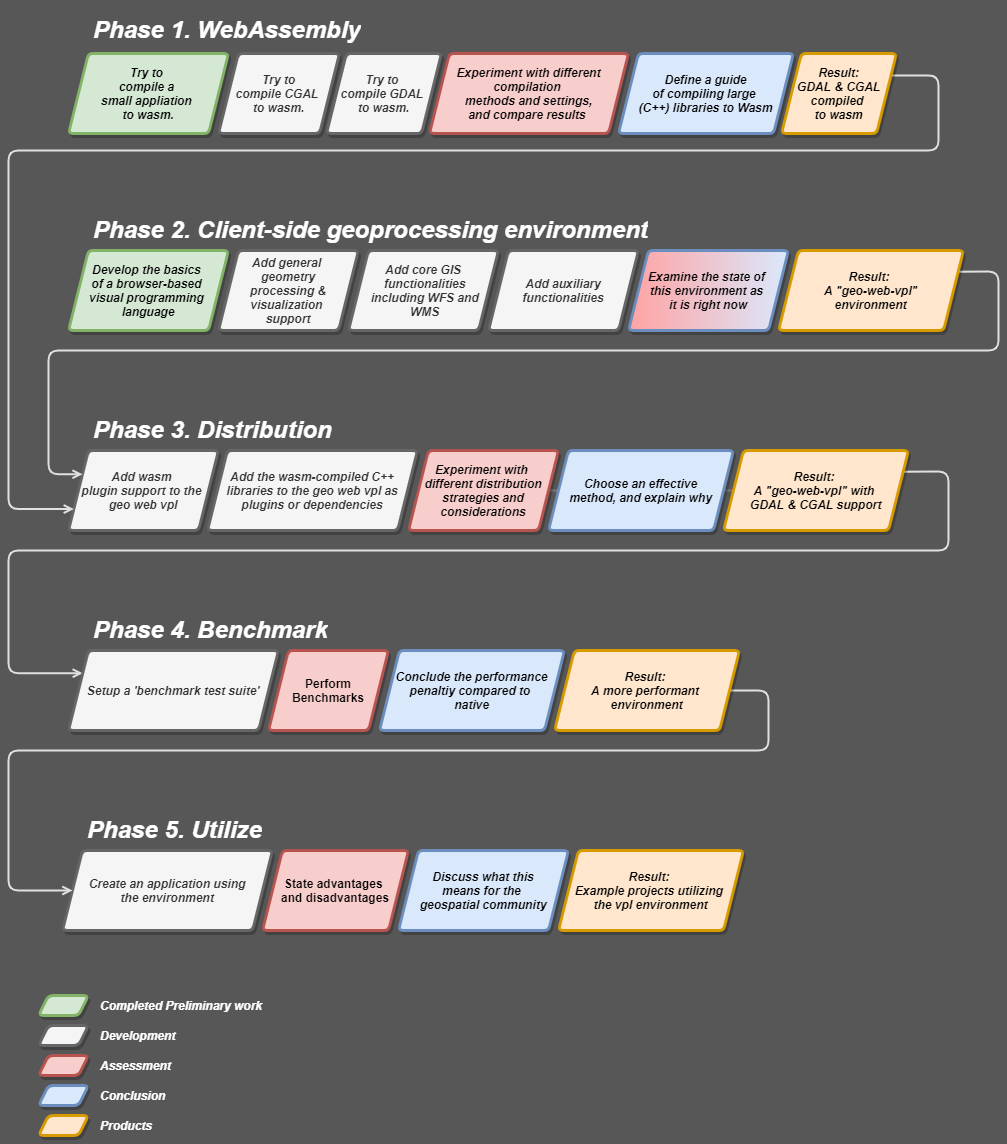 Phase 1. WebAssembly
Try to
compile a
small appliation
to wasm.
Try to
compile CGAL
to wasm.
Try to
compile GDAL
to wasm.
Experiment with different
compilation
methods and settings,
and compare results
Define a guide
of compiling large
(C++) libraries to Wasm
Result:
GDAL & CGAL
compiled
to wasm
Phase 2. Client-side geoprocessing environment
Develop the basics
of a browser-based
visual programming
language
Add general
geometry
processing &
visualization
support
Add core GIS
functionalities
including WFS and
WMS
Add auxiliary
functionalities
Examine the state of
this environment as
it is right now
Result:
A "geo-web-vpl"
environment
Phase 3. Distribution
Add wasm
plugin support to the
geo web vpl
Add the wasm-compiled C++
libraries to the geo web vpl as
plugins or dependencies
Experiment with
different distribution
strategies and
considerations
Choose an effective
method, and explain why
Result:
A "geo-web-vpl" with
GDAL & CGAL support
Phase 4. Benchmark
Setup a 'benchmark test suite'
Perform
Benchmarks
Conclude the performance
penaltiy compared to
native
Result:
A more performant
environment
Phase 5. Utilize
Create an application using
the environment
State advantages
and disadvantages
Discuss what this
means for the
geospatial community
Result:
Example projects utilizing
the vpl environment
Completed Preliminary work
Development
Assessment
Conclusion
Products